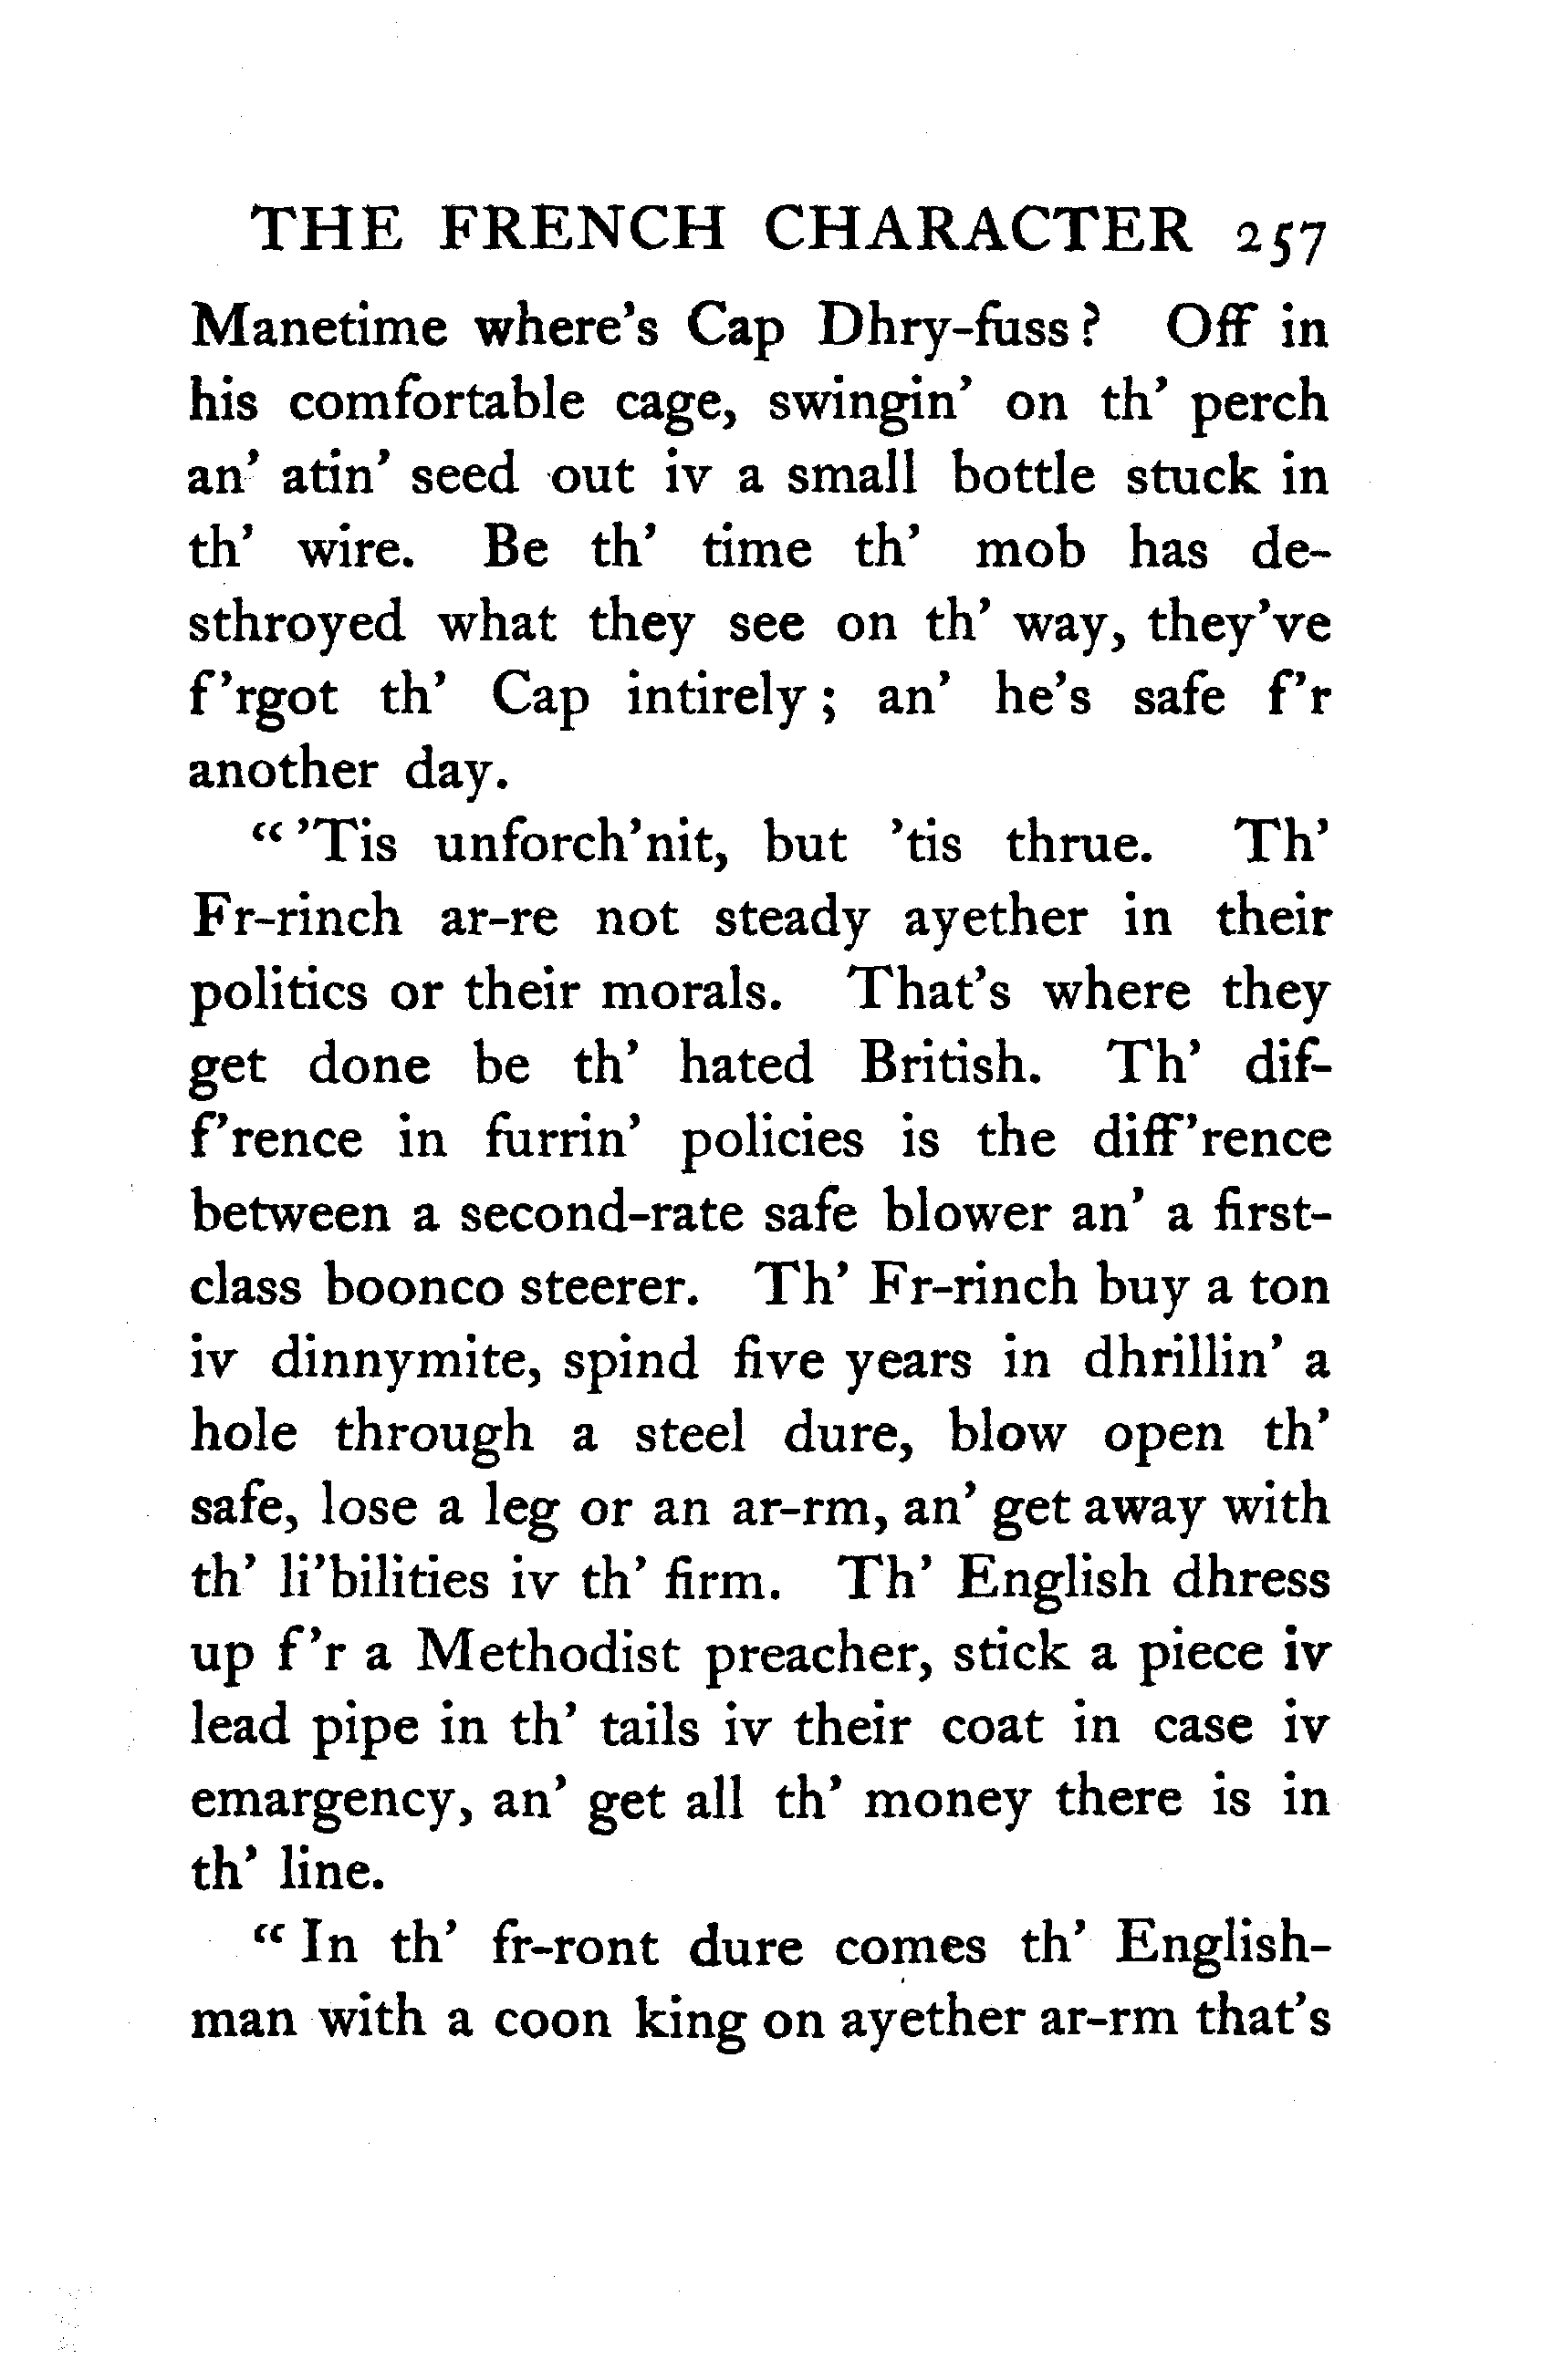 THE FRENCH CHARACTER 257
Manetime where's Cap Dhry-fuss? Off in
his comfortable cage, swingin' on th' perch
an' atin' seed out iv a small bottle stuck in
th' wire. Be th' time th' mob has de-
sthroyed what they see on th' way, they've
f'rgot th' Cap intirely; an' he's safe f'r
another day.
"'Tis unforch'nit, but 'tis thrue. Th'
Fr-rinch ar-re not steady ayether in their
politics or their morals. That's where they
get done be th' hated British. Th' dif-
f'rence in furrin' policies is the diff'rence
between a second-rate safe blower an' a first-
class boonco steerer. Th' Fr-rinch buy a ton
iv dinnymite, spind five years in dhrillin' a
hole through a steel dure, blow open th'
safe, lose a leg or an ar-rm, an' get away with
th' li'bilities iv th' firm. Th' English dhress
up f'r a Methodist preacher, stick a piece iv
lead pipe in th' tails iv their coat in case iv
emargency, an' get all th' money there is in
th' line.
"In th' fr-ront dure comes th' English-
man with a coon king on ayether ar-rm that's